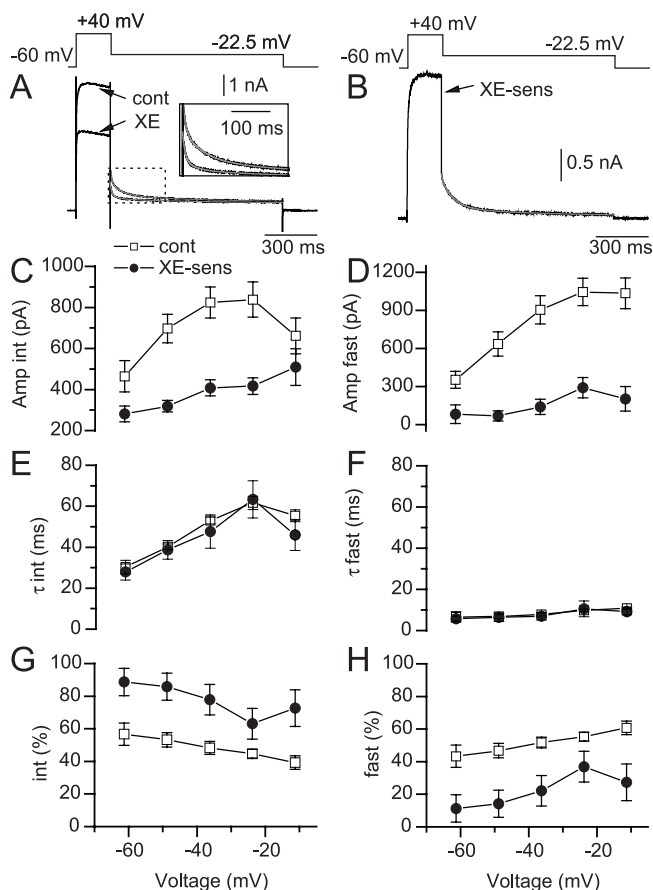 +40 mV
-60 mV
-22.5 mV
+40 mV
-60 mV
-22.5 mV
A
cont
XE
1 nA
100 ms
300 ms
B
XE-sens
0.5 nA
300 ms
cont
XE-sens
C
1000
800
600
400
200
Amp int (pA)
D
1200
900
600
300
0
Amp fast (pA)
E
80
60
40
20
0
τ int (ms)
F
80
60
40
20
0
τ fast (ms)
G
100
80
60
40
20
0
int (%)
-60
-40
-20
Voltage (mV)
H
100
80
60
40
20
0
fast (%)
-60
-40
-20
Voltage (mV)